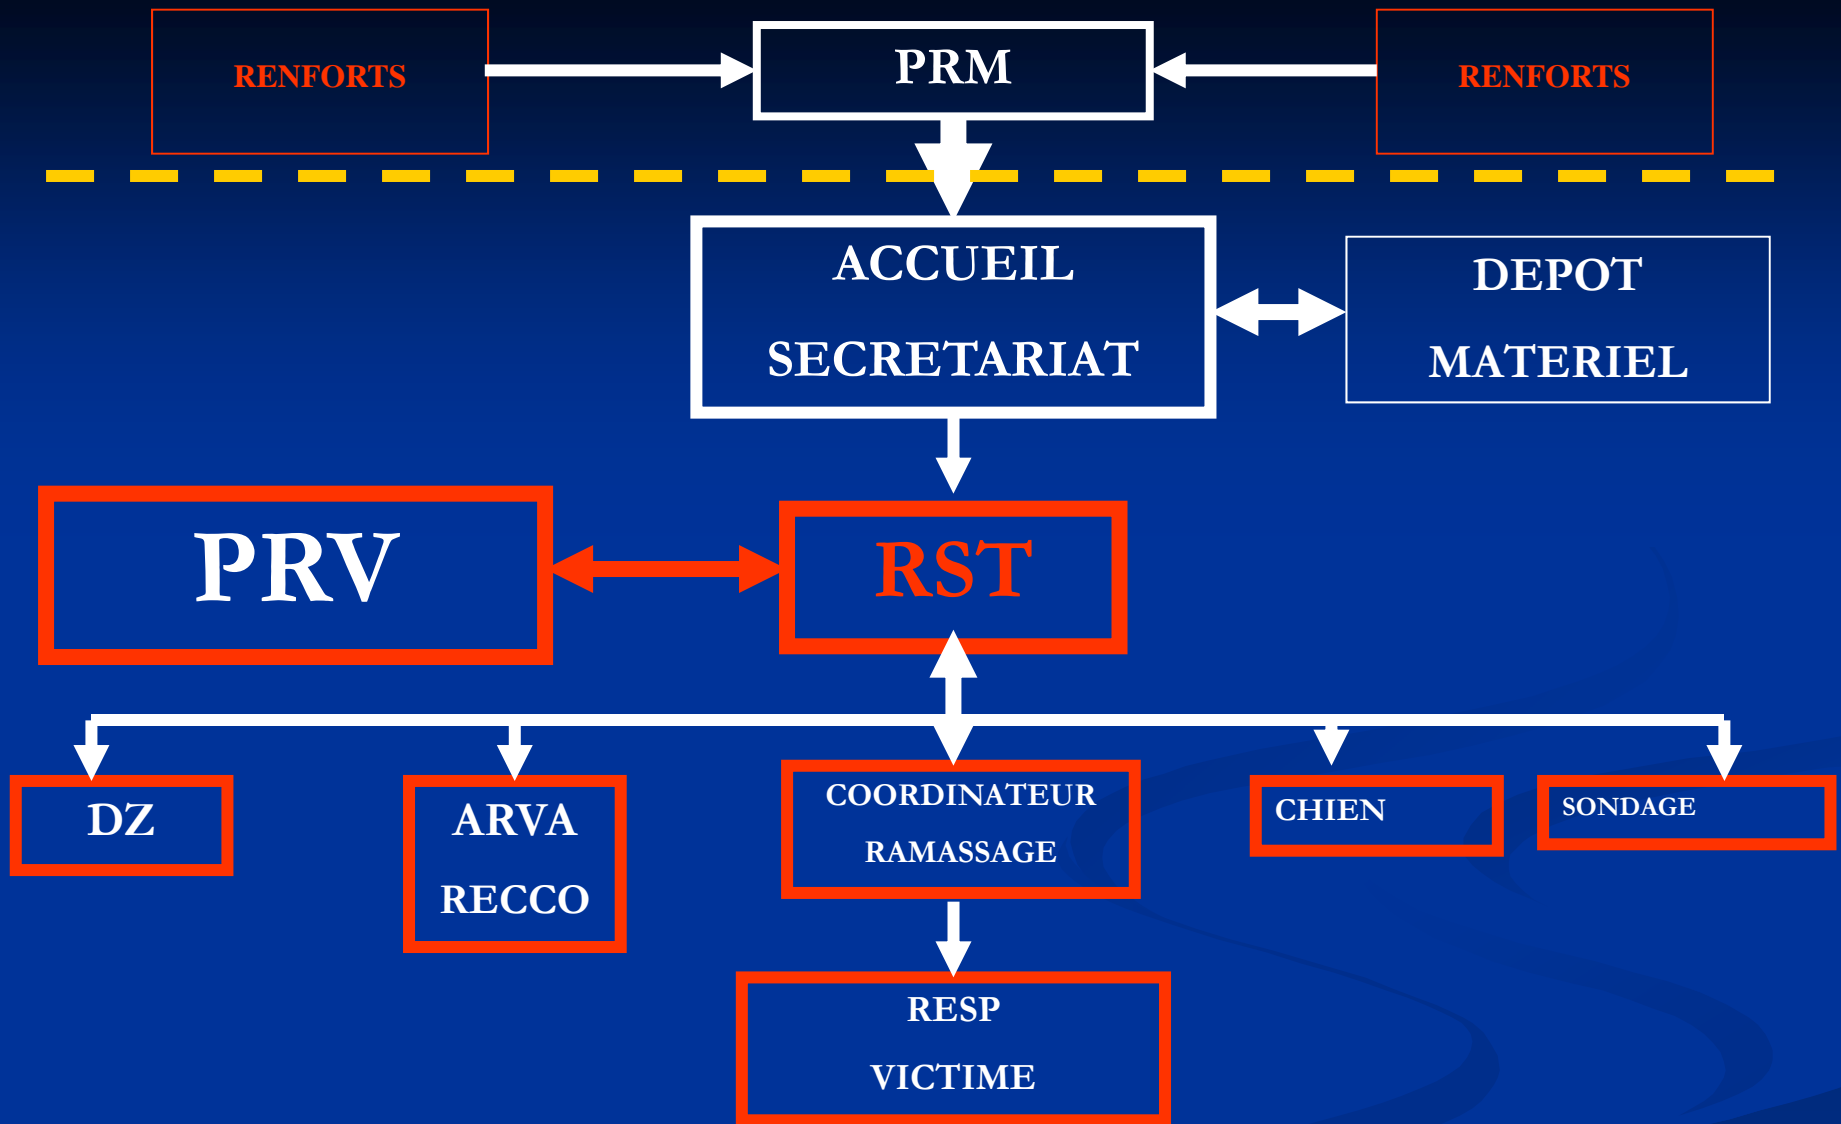 RENFORTS
PRM
RENFORTS
ACCUEIL
SECRETARIAT
DEPOT
MATERIEL
PRV
RST
DZ
ARVA
RECCO
COORDINATEUR
RAMASSAGE
CHIEN
SONDAGE
RESP
VICTIME